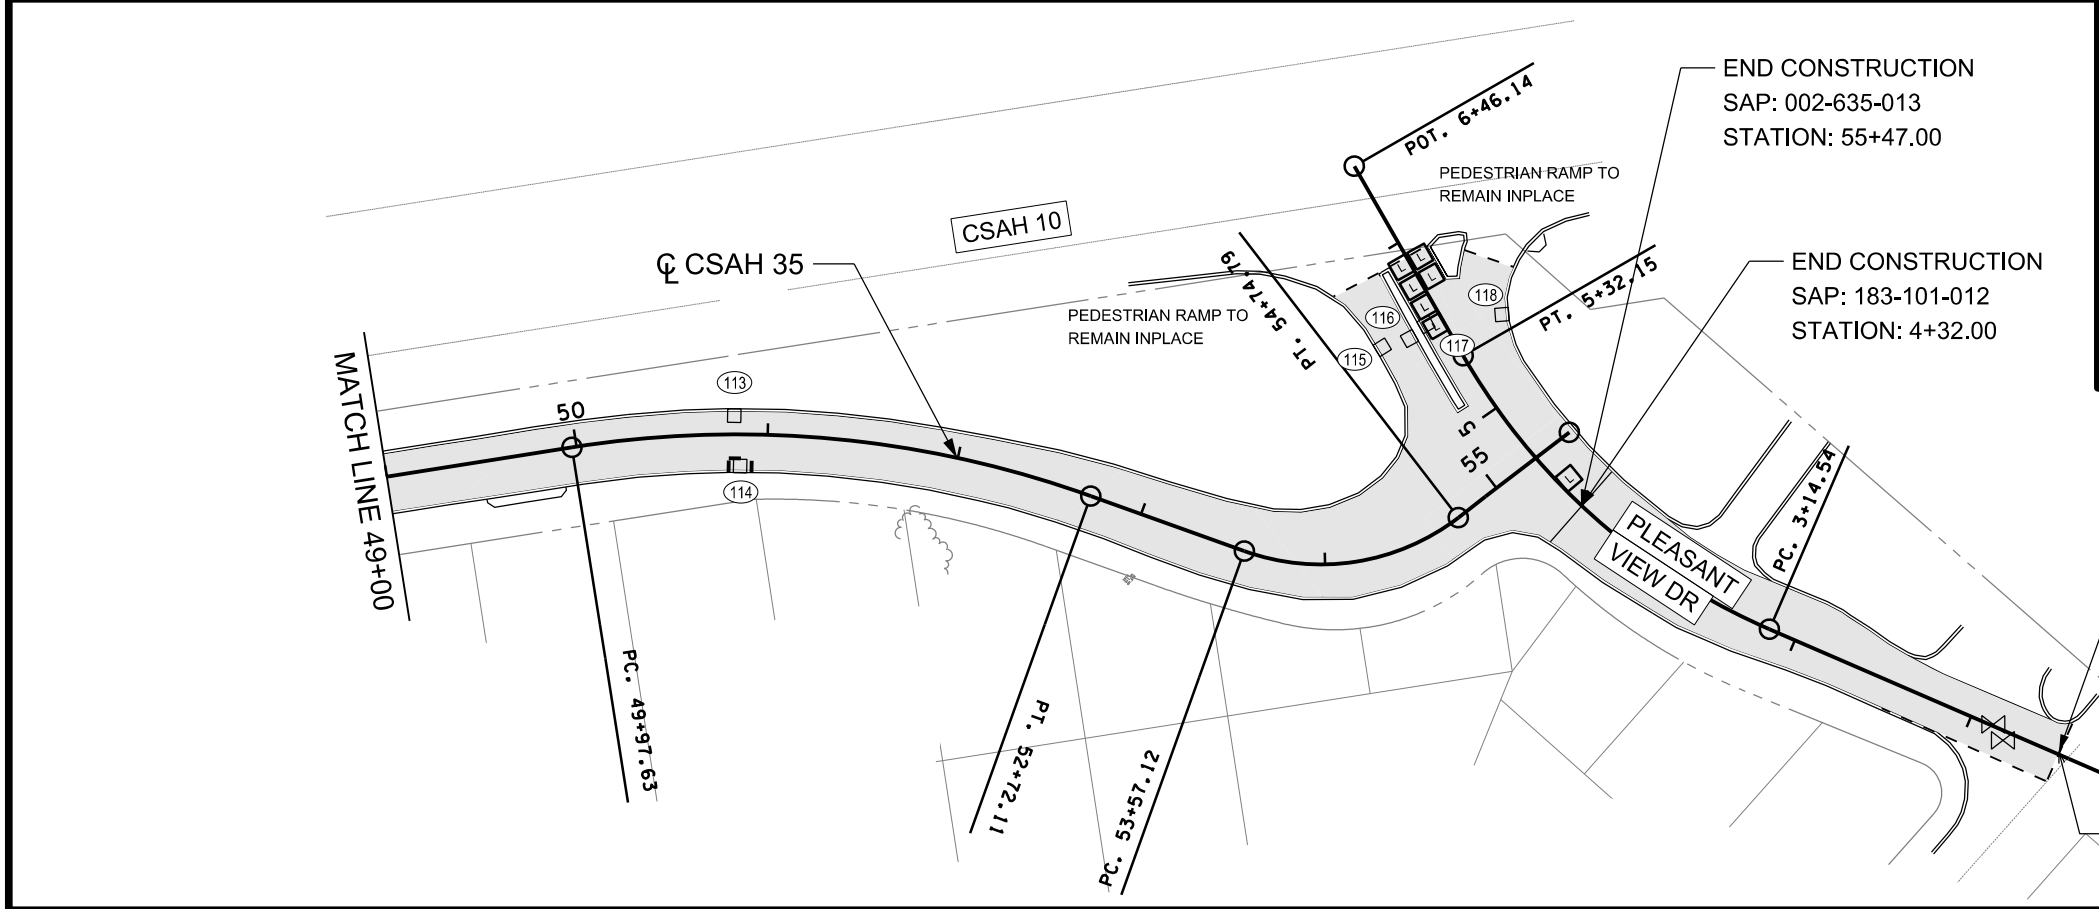 END CONSTRUCTION
SAP: 002-635-013
STATION: 55+47.00
POT. 6+46.14
PEDESTRIAN RAMP TO
REMAIN INPLACE
CSAH 10
℄ CSAH 35
END CONSTRUCTION
SAP: 183-101-012
STATION: 4+32.00
PT. 54+74.79
PT. 5+32.15
118
116
117
115
PEDESTRIAN RAMP TO
REMAIN INPLACE
L
L
L
L
L
L
L
MATCH LINE 49+00
113
50
114
5
55
PC. 3+14.54
PLEASANT
VIEW DR
PC. 49+97.63
PT. 52+72.11
PC. 53+57.12